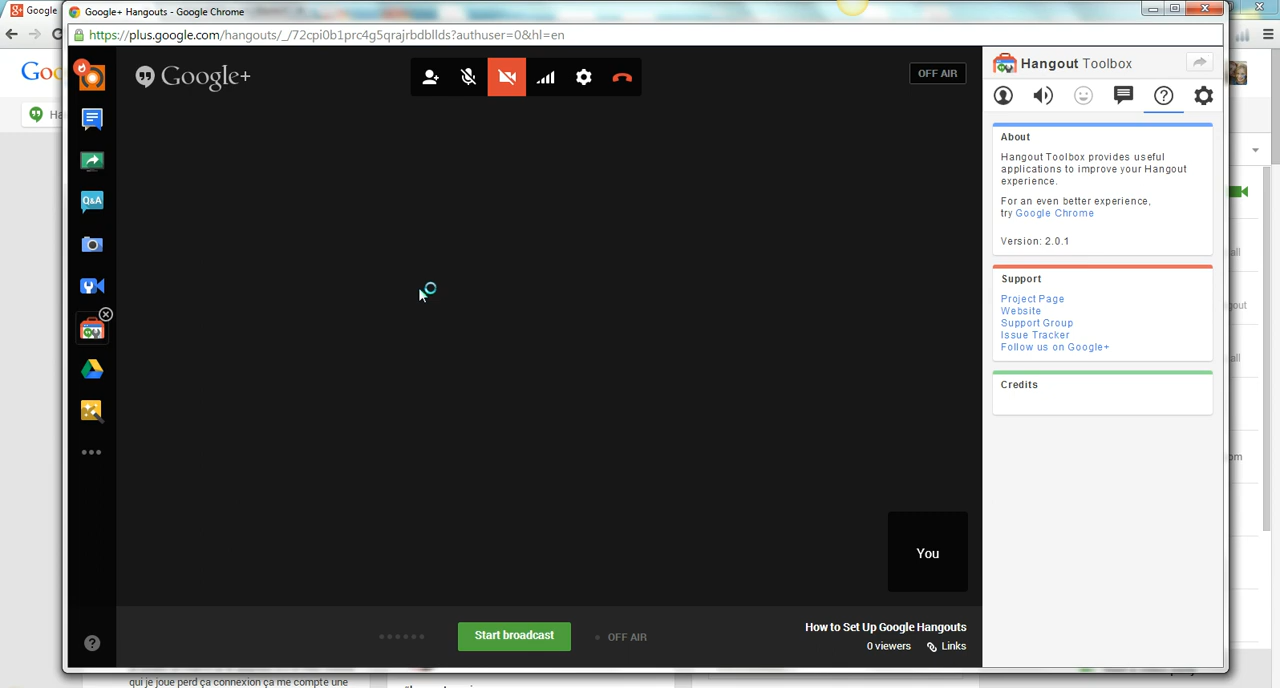 Google
Google+ Hangouts - Google Chrome
https://plus.google.com/hangouts/_/72cpi0b1prc4g5qrajrbdbllds?authuser=0&hl=en
Google+
OFF AIR
Hangout Toolbox
Q&A
About
Hangout Toolbox provides useful
applications to improve your Hangout
experience.
For an even better experience,
try Google Chrome
Version: 2.0.1
Support
Project Page
Website
Support Group
Issue Tracker
Follow us on Google+
Credits
You
Start broadcast
OFF AIR
How to Set Up Google Hangouts
0 viewers
Links
qui je joue perd ça connexion ça me compte une